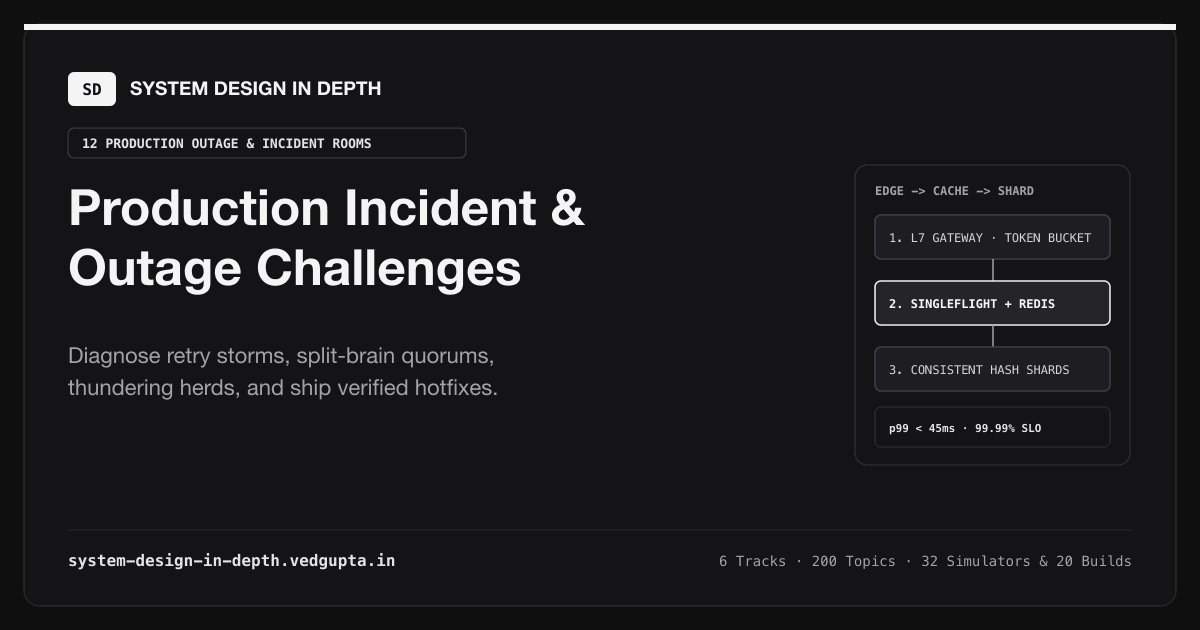 SD SYSTEM DESIGN IN DEPTH
12 PRODUCTION OUTAGE & INCIDENT ROOMS
Production Incident &
Outage Challenges
Diagnose retry storms, split-brain quorums,
thundering herds, and ship verified hotfixes.
EDGE —> CACHE —> SHARD
1. L7 GATEWAY · TOKEN BUCKET
2. SINGLEFLIGHT + REDIS
3. CONSISTENT HASH SHARDS
p99 < 45ms · 99.99% SLO
system-design-in-depth.vedgupta.in
6 Tracks · 200 Topics · 32 Simulators & 20 Builds